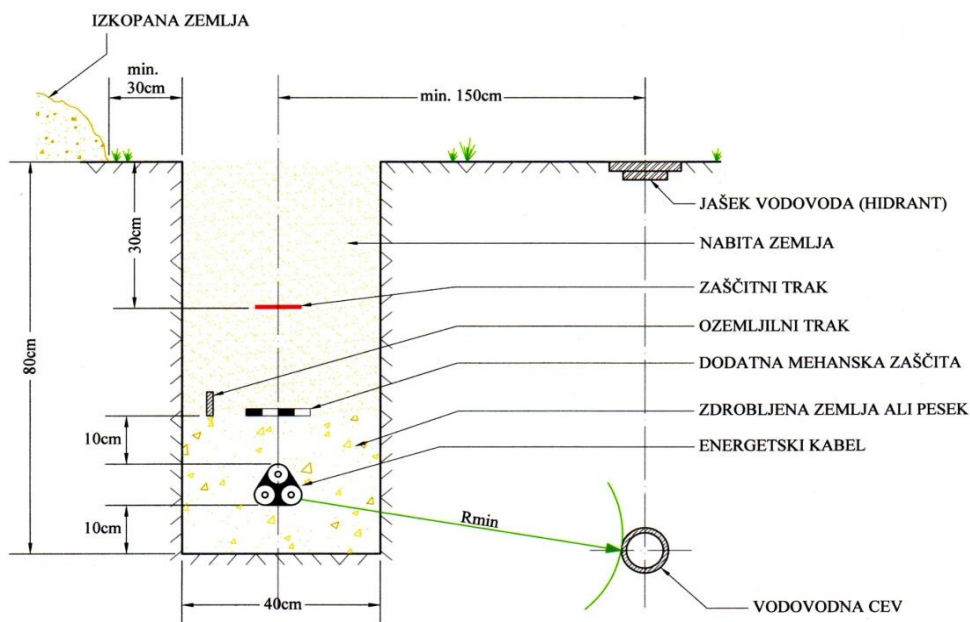 IZKOPANA ZEMLJA
min.
30cm
min. 150cm
JAŠEK VODOVODA (HIDRANT)
30cm
NABITA ZEMLJA
ZAŠČITNI TRAK
80cm
OZEMLJILNI TRAK
DODATNA MEHANSKA ZAŠČITA
ZDROBLJENA ZEMLJA ALI PESEK
10cm
ENERGETSKI KABEL
Rmin
10cm
40cm
VODOVODNA CEV